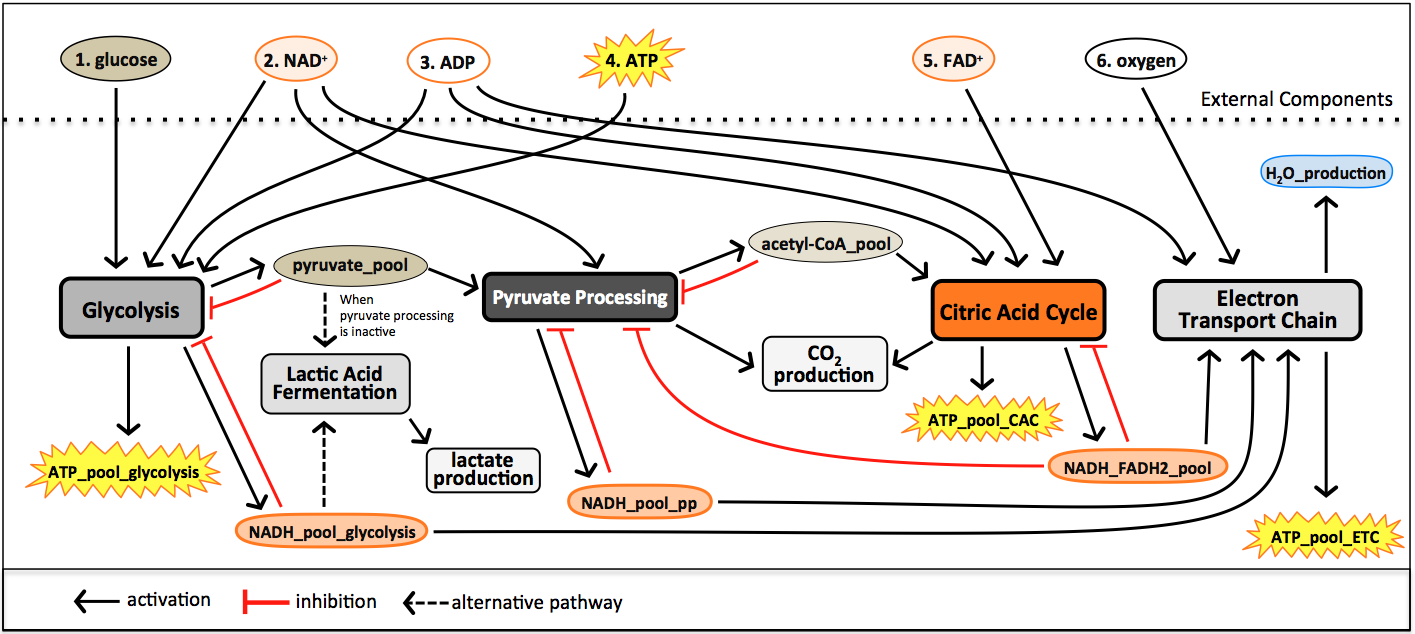 1. glucose
2. NAD⁺
3. ADP
4. ATP
5. FAD⁺
6. oxygen
External Components
H₂O_production
pyruvate_pool
acetyl-CoA_pool
Glycolysis
When
pyruvate processing
is inactive
Pyruvate Processing
Citric Acid Cycle
Electron
Transport Chain
Lactic Acid
Fermentation
CO₂
production
ATP_pool_CAC
ATP_pool_glycolysis
lactate
production
NADH_FADH2_pool
NADH_pool_pp
NADH_pool_glycolysis
ATP_pool_ETC
activation
inhibition
alternative pathway